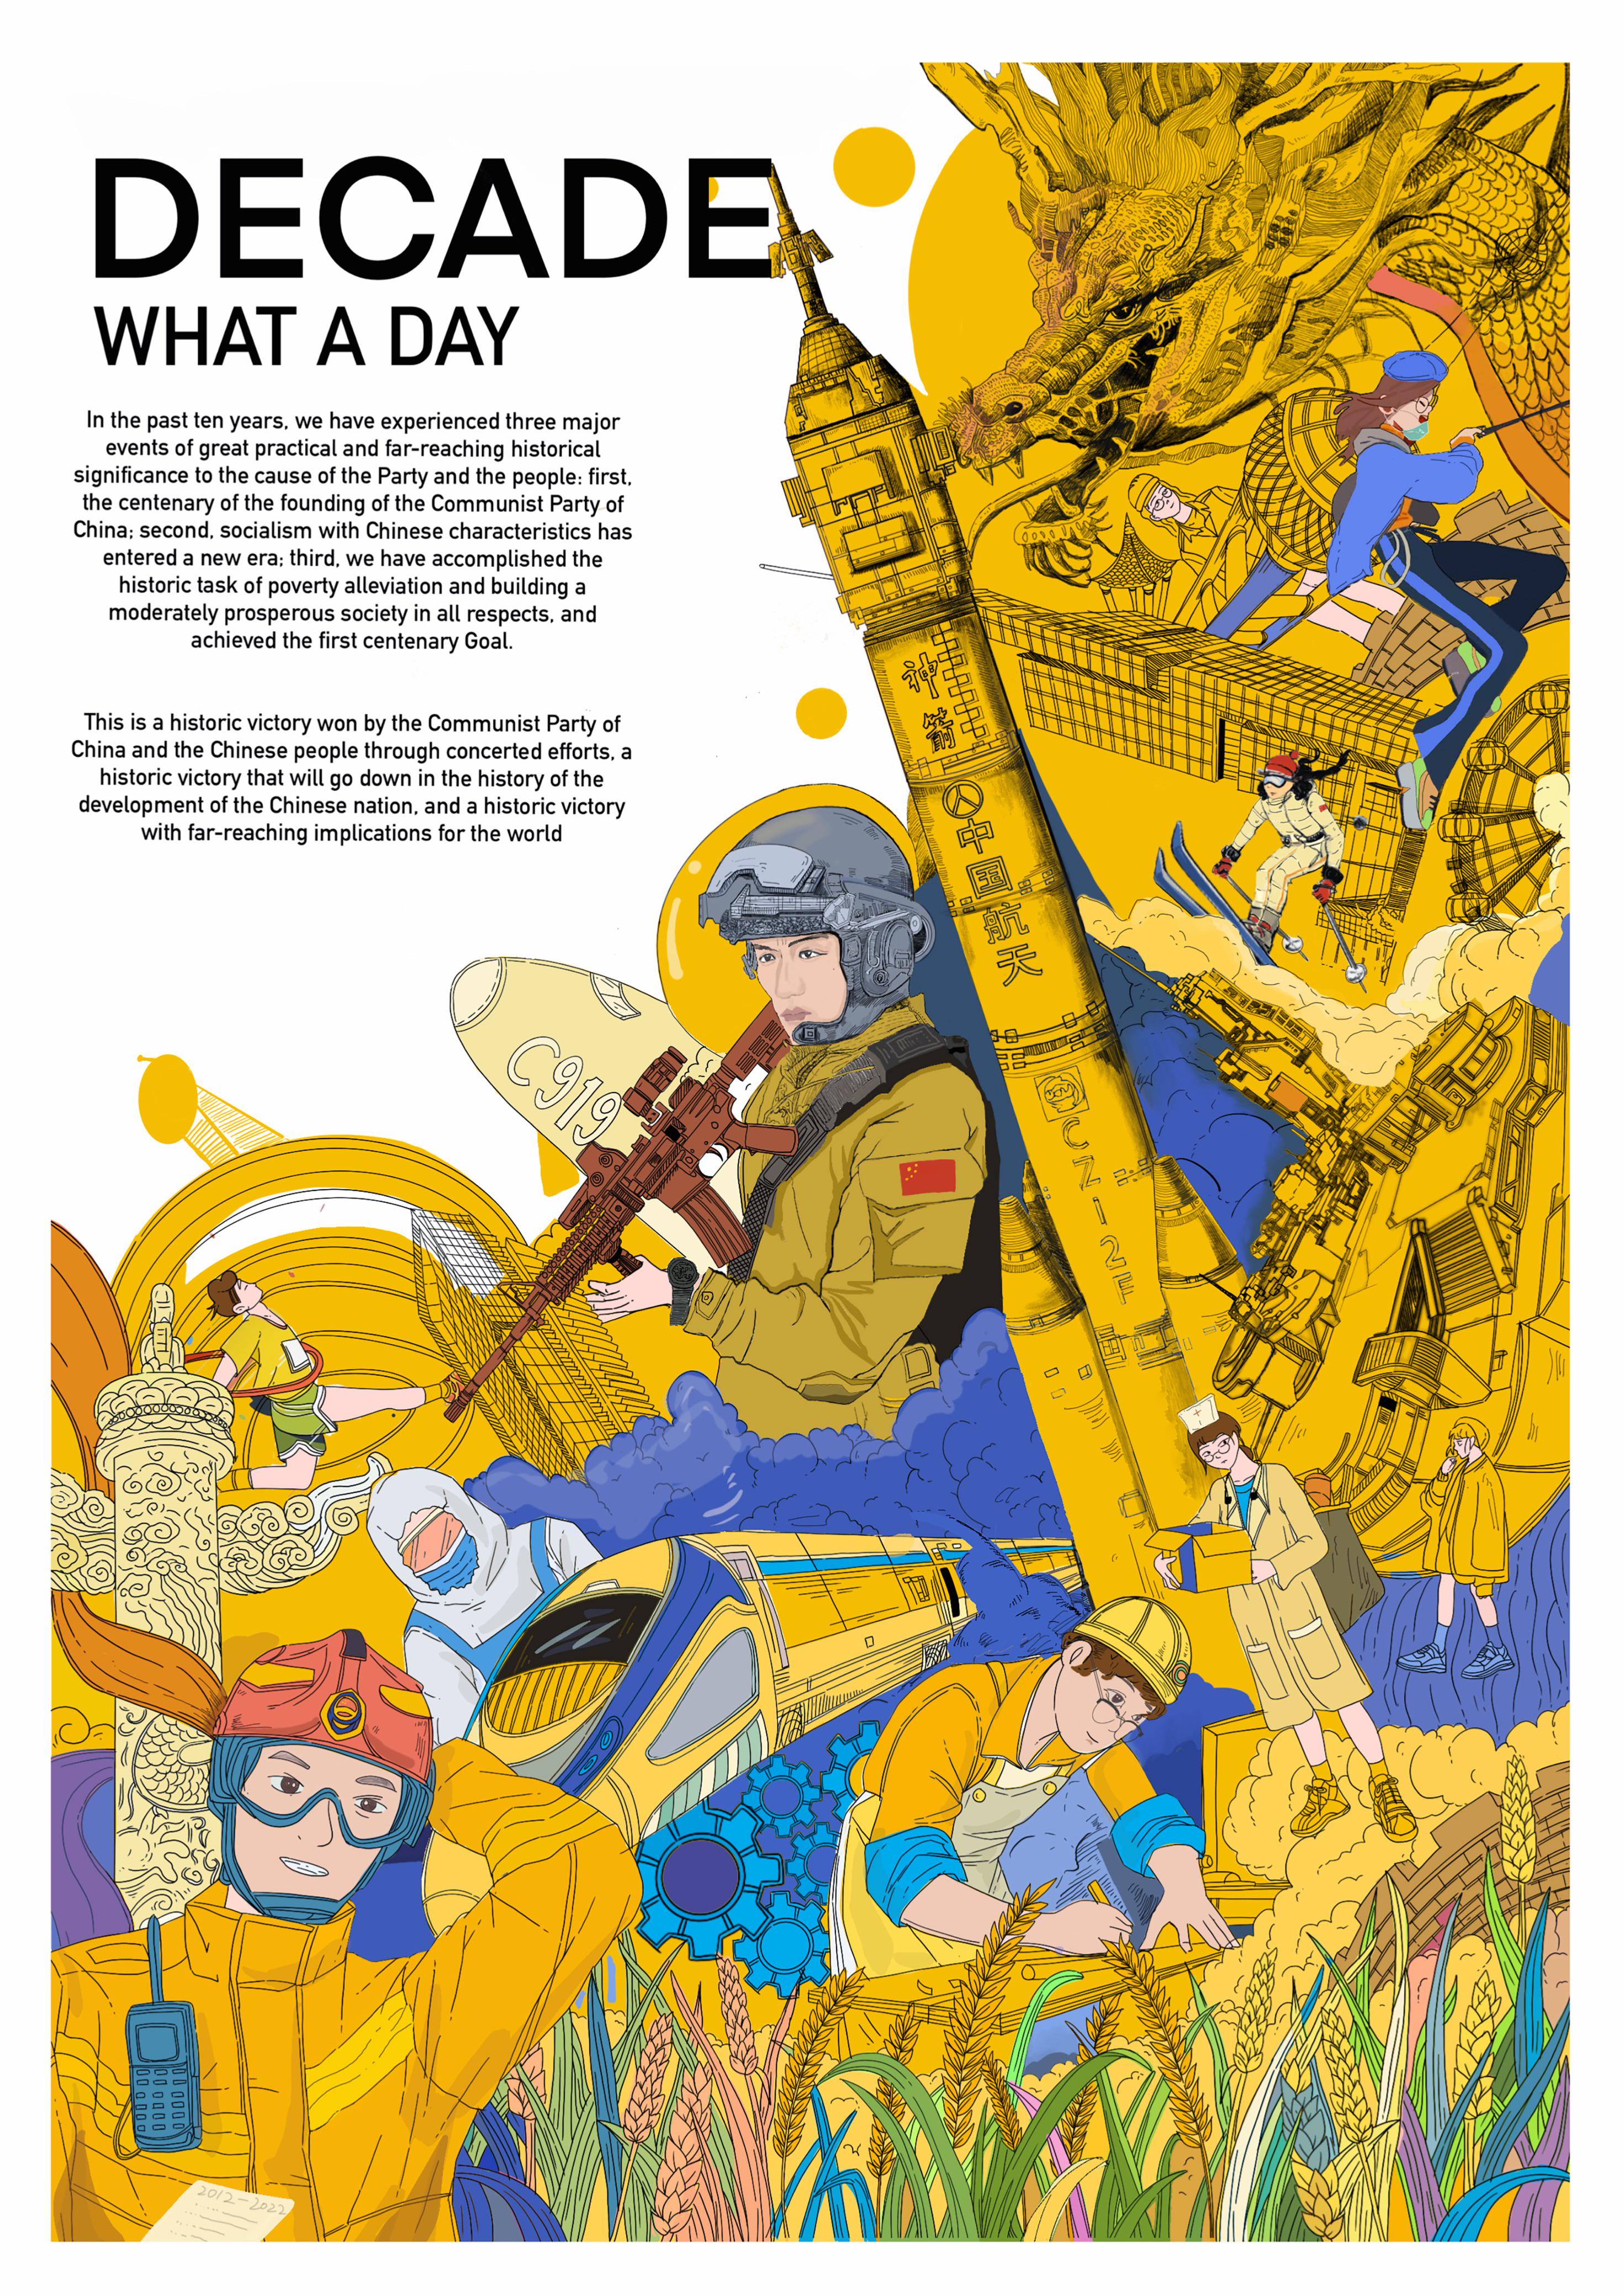 DECADE
WHAT A DAY
In the past ten years, we have experienced three major
events of great practical and far-reaching historical
significance to the cause of the Party and the people: first,
the centenary of the founding of the Communist Party of
China; second, socialism with Chinese characteristics has
entered a new era; third, we have accomplished the
historic task of poverty alleviation and building a
moderately prosperous society in all respects, and
achieved the first centenary Goal.
This is a historic victory won by the Communist Party of
China and the Chinese people through concerted efforts, a
historic victory that will go down in the history of the
development of the Chinese nation, and a historic victory
with far-reaching implications for the world
神箭
中国航天
CZ-2F
C919
2012-2022